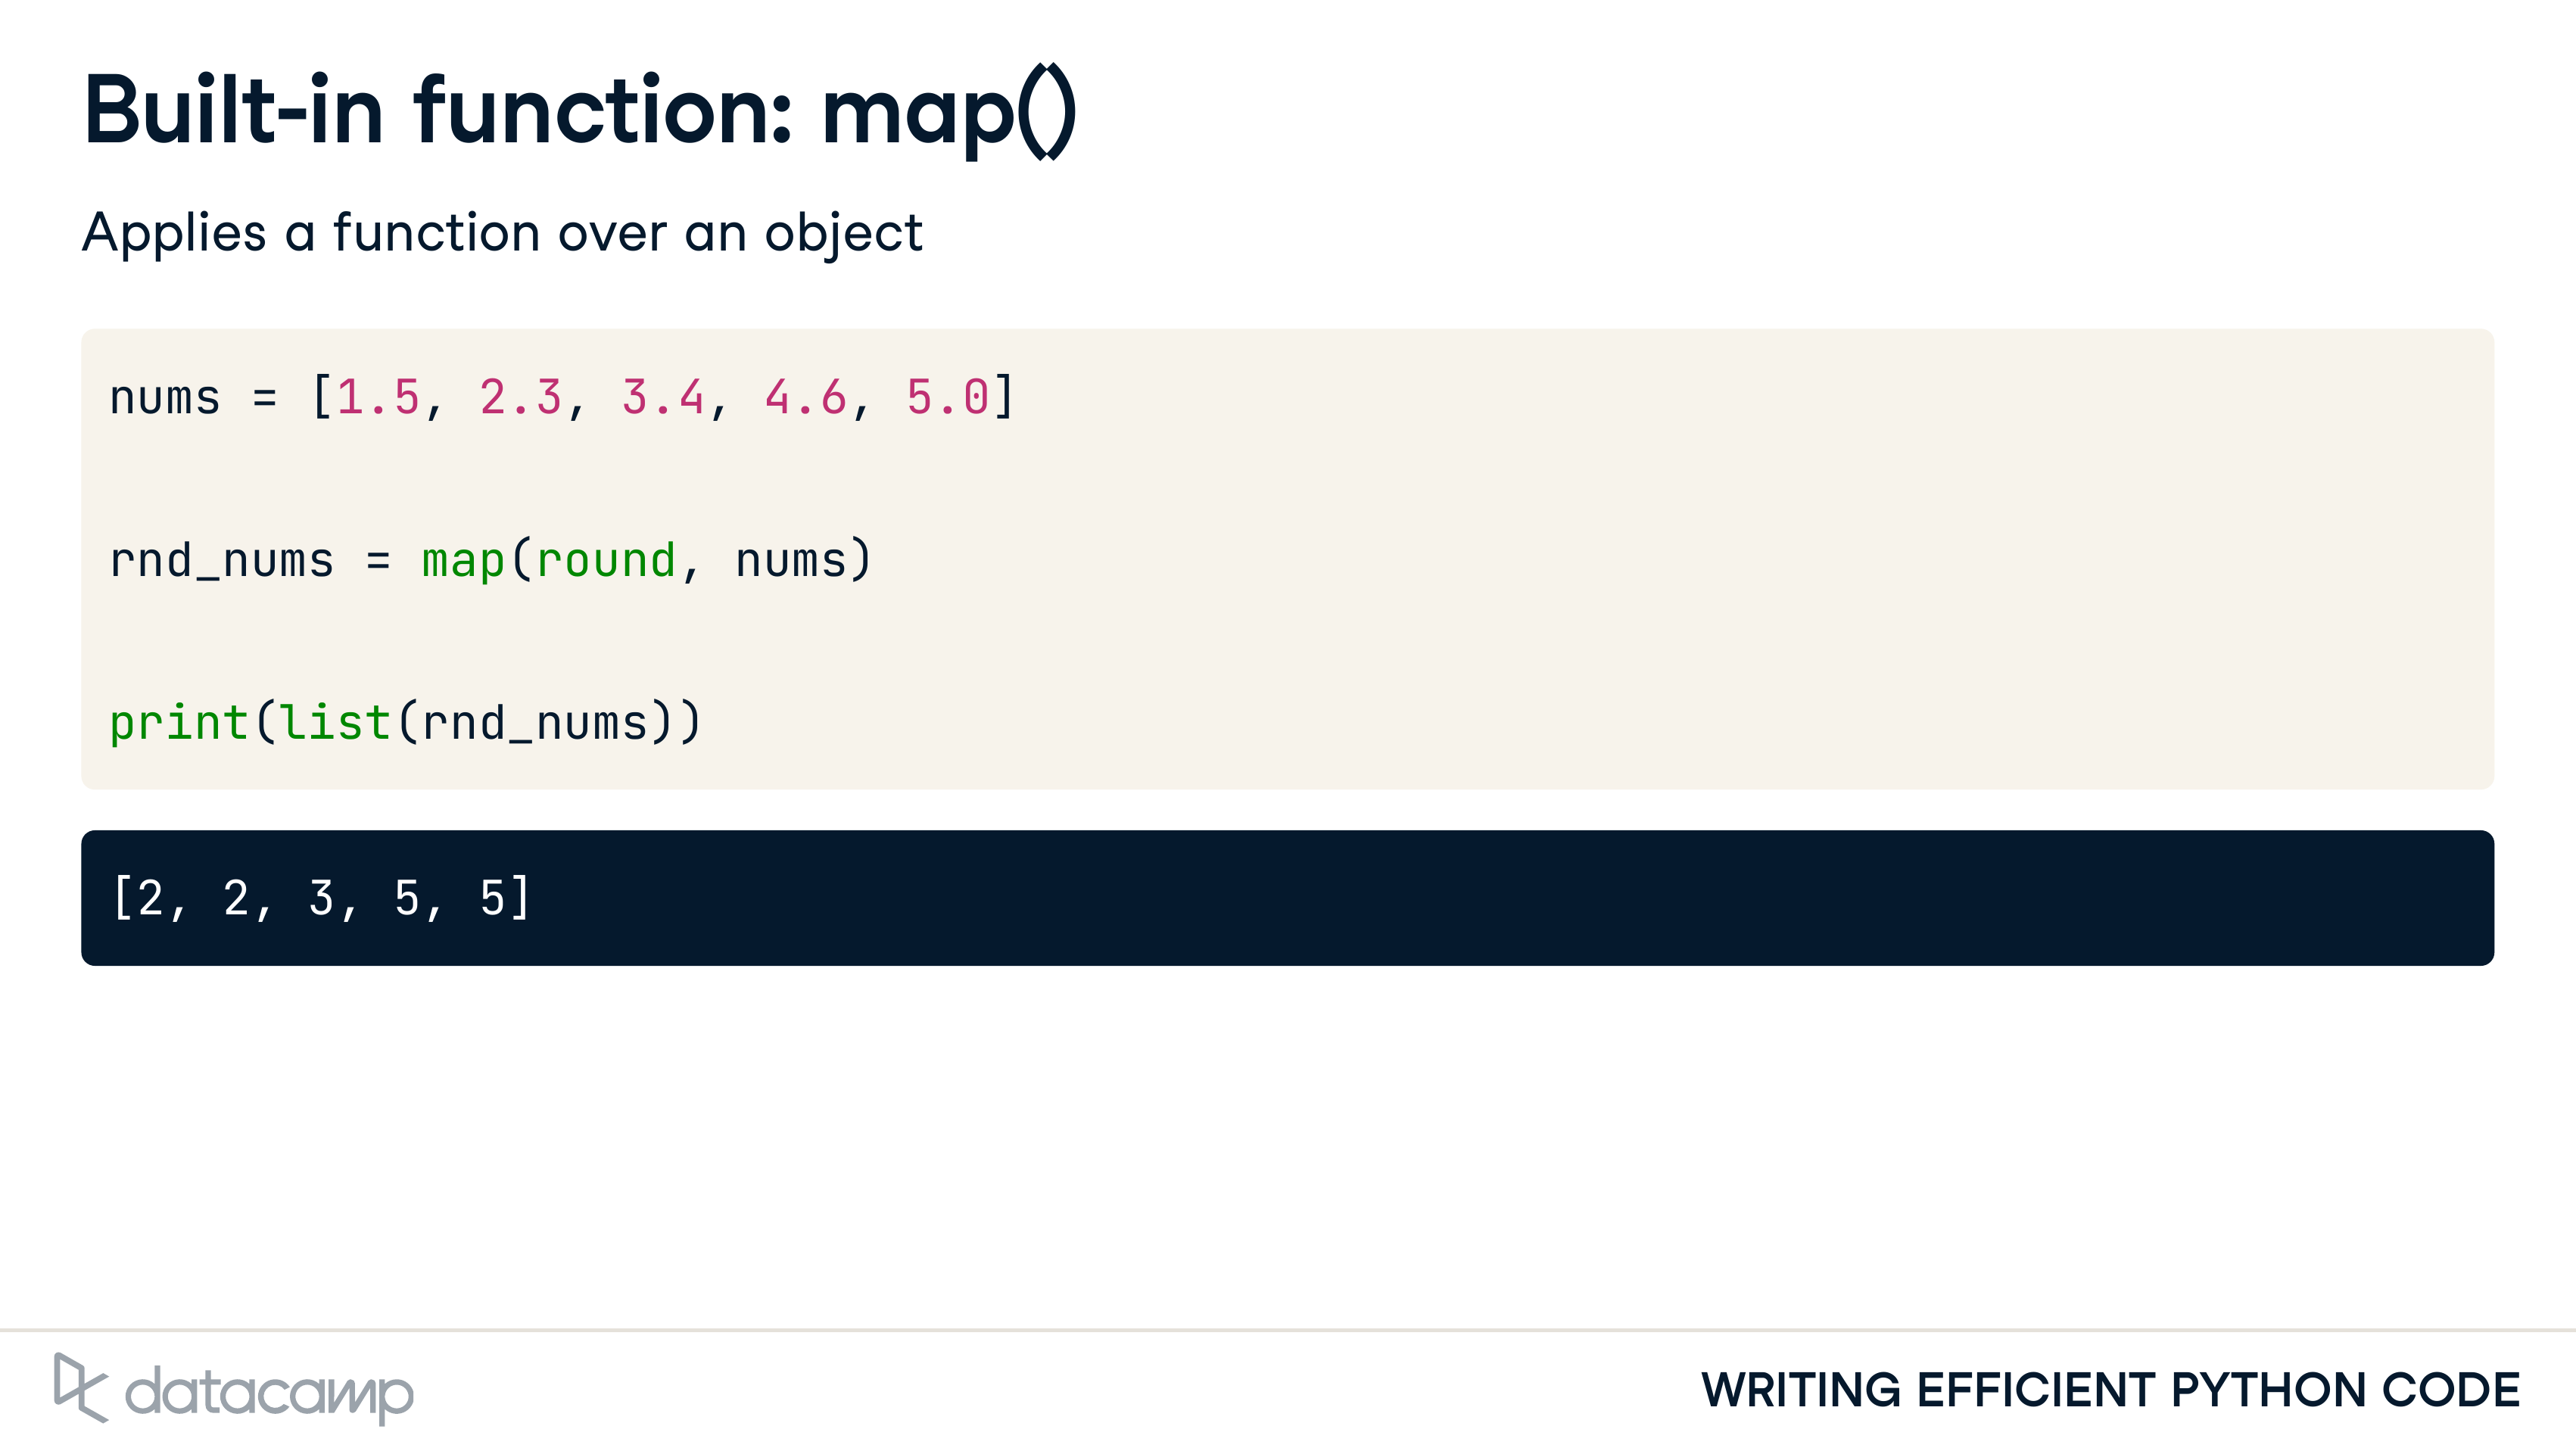 Built-in function: map()
Applies a function over an object
nums = [1.5, 2.3, 3.4, 4.6, 5.0]
rnd_nums = map(round, nums)
print(list(rnd_nums))
[2, 2, 3, 5, 5]
datacamp
WRITING EFFICIENT PYTHON CODE